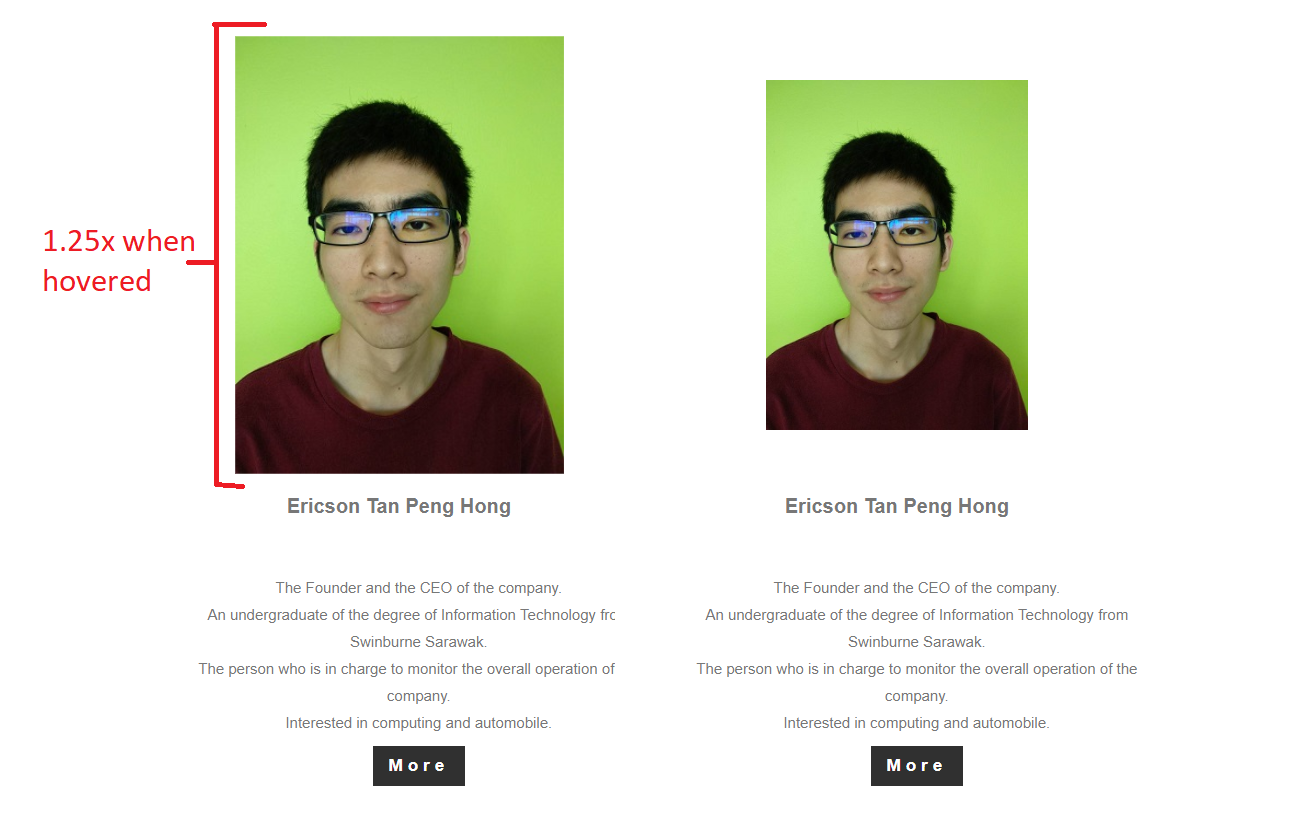 1.25x when
hovered
Ericson Tan Peng Hong
The Founder and the CEO of the company.
An undergraduate of the degree of Information Technology frc
Swinburne Sarawak.
The person who is in charge to monitor the overall operation of
company.
Interested in computing and automobile.
More
Ericson Tan Peng Hong
The Founder and the CEO of the company.
An undergraduate of the degree of Information Technology from
Swinburne Sarawak.
The person who is in charge to monitor the overall operation of the
company.
Interested in computing and automobile.
More